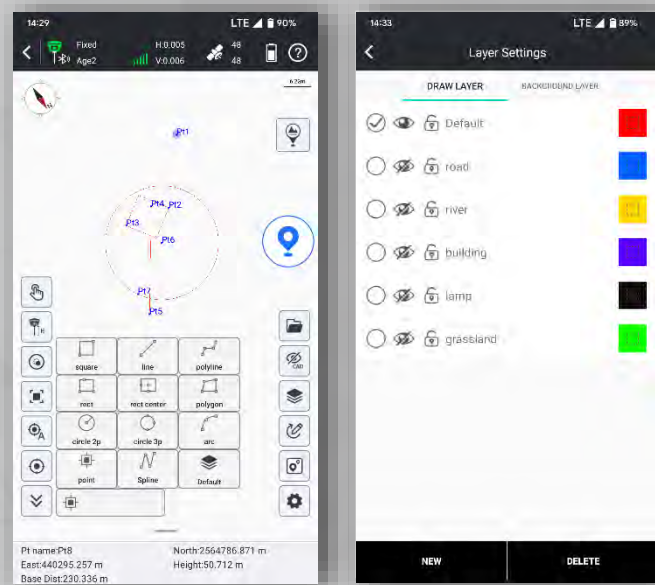 14:29
LTE 90%
Fixed
H:0.005
48
Age2
V:0.006
48
6.23m
Pt1
Pt4
Pt2
Pt3
Pt6
Pt7
Pt5
square
line
polyline
rect
rect center
polygon
circle 2p
circle 3p
arc
point
Spline
Default
CAD
Pt name:Pt8
North:2564786.871 m
East:440295.257 m
Height:50.712 m
Base Dist:230.336 m
14:33
LTE 89%
Layer Settings
DRAW LAYER
BACKGROUND LAYER
Default
road
river
building
lamp
grassland
NEW
DELETE